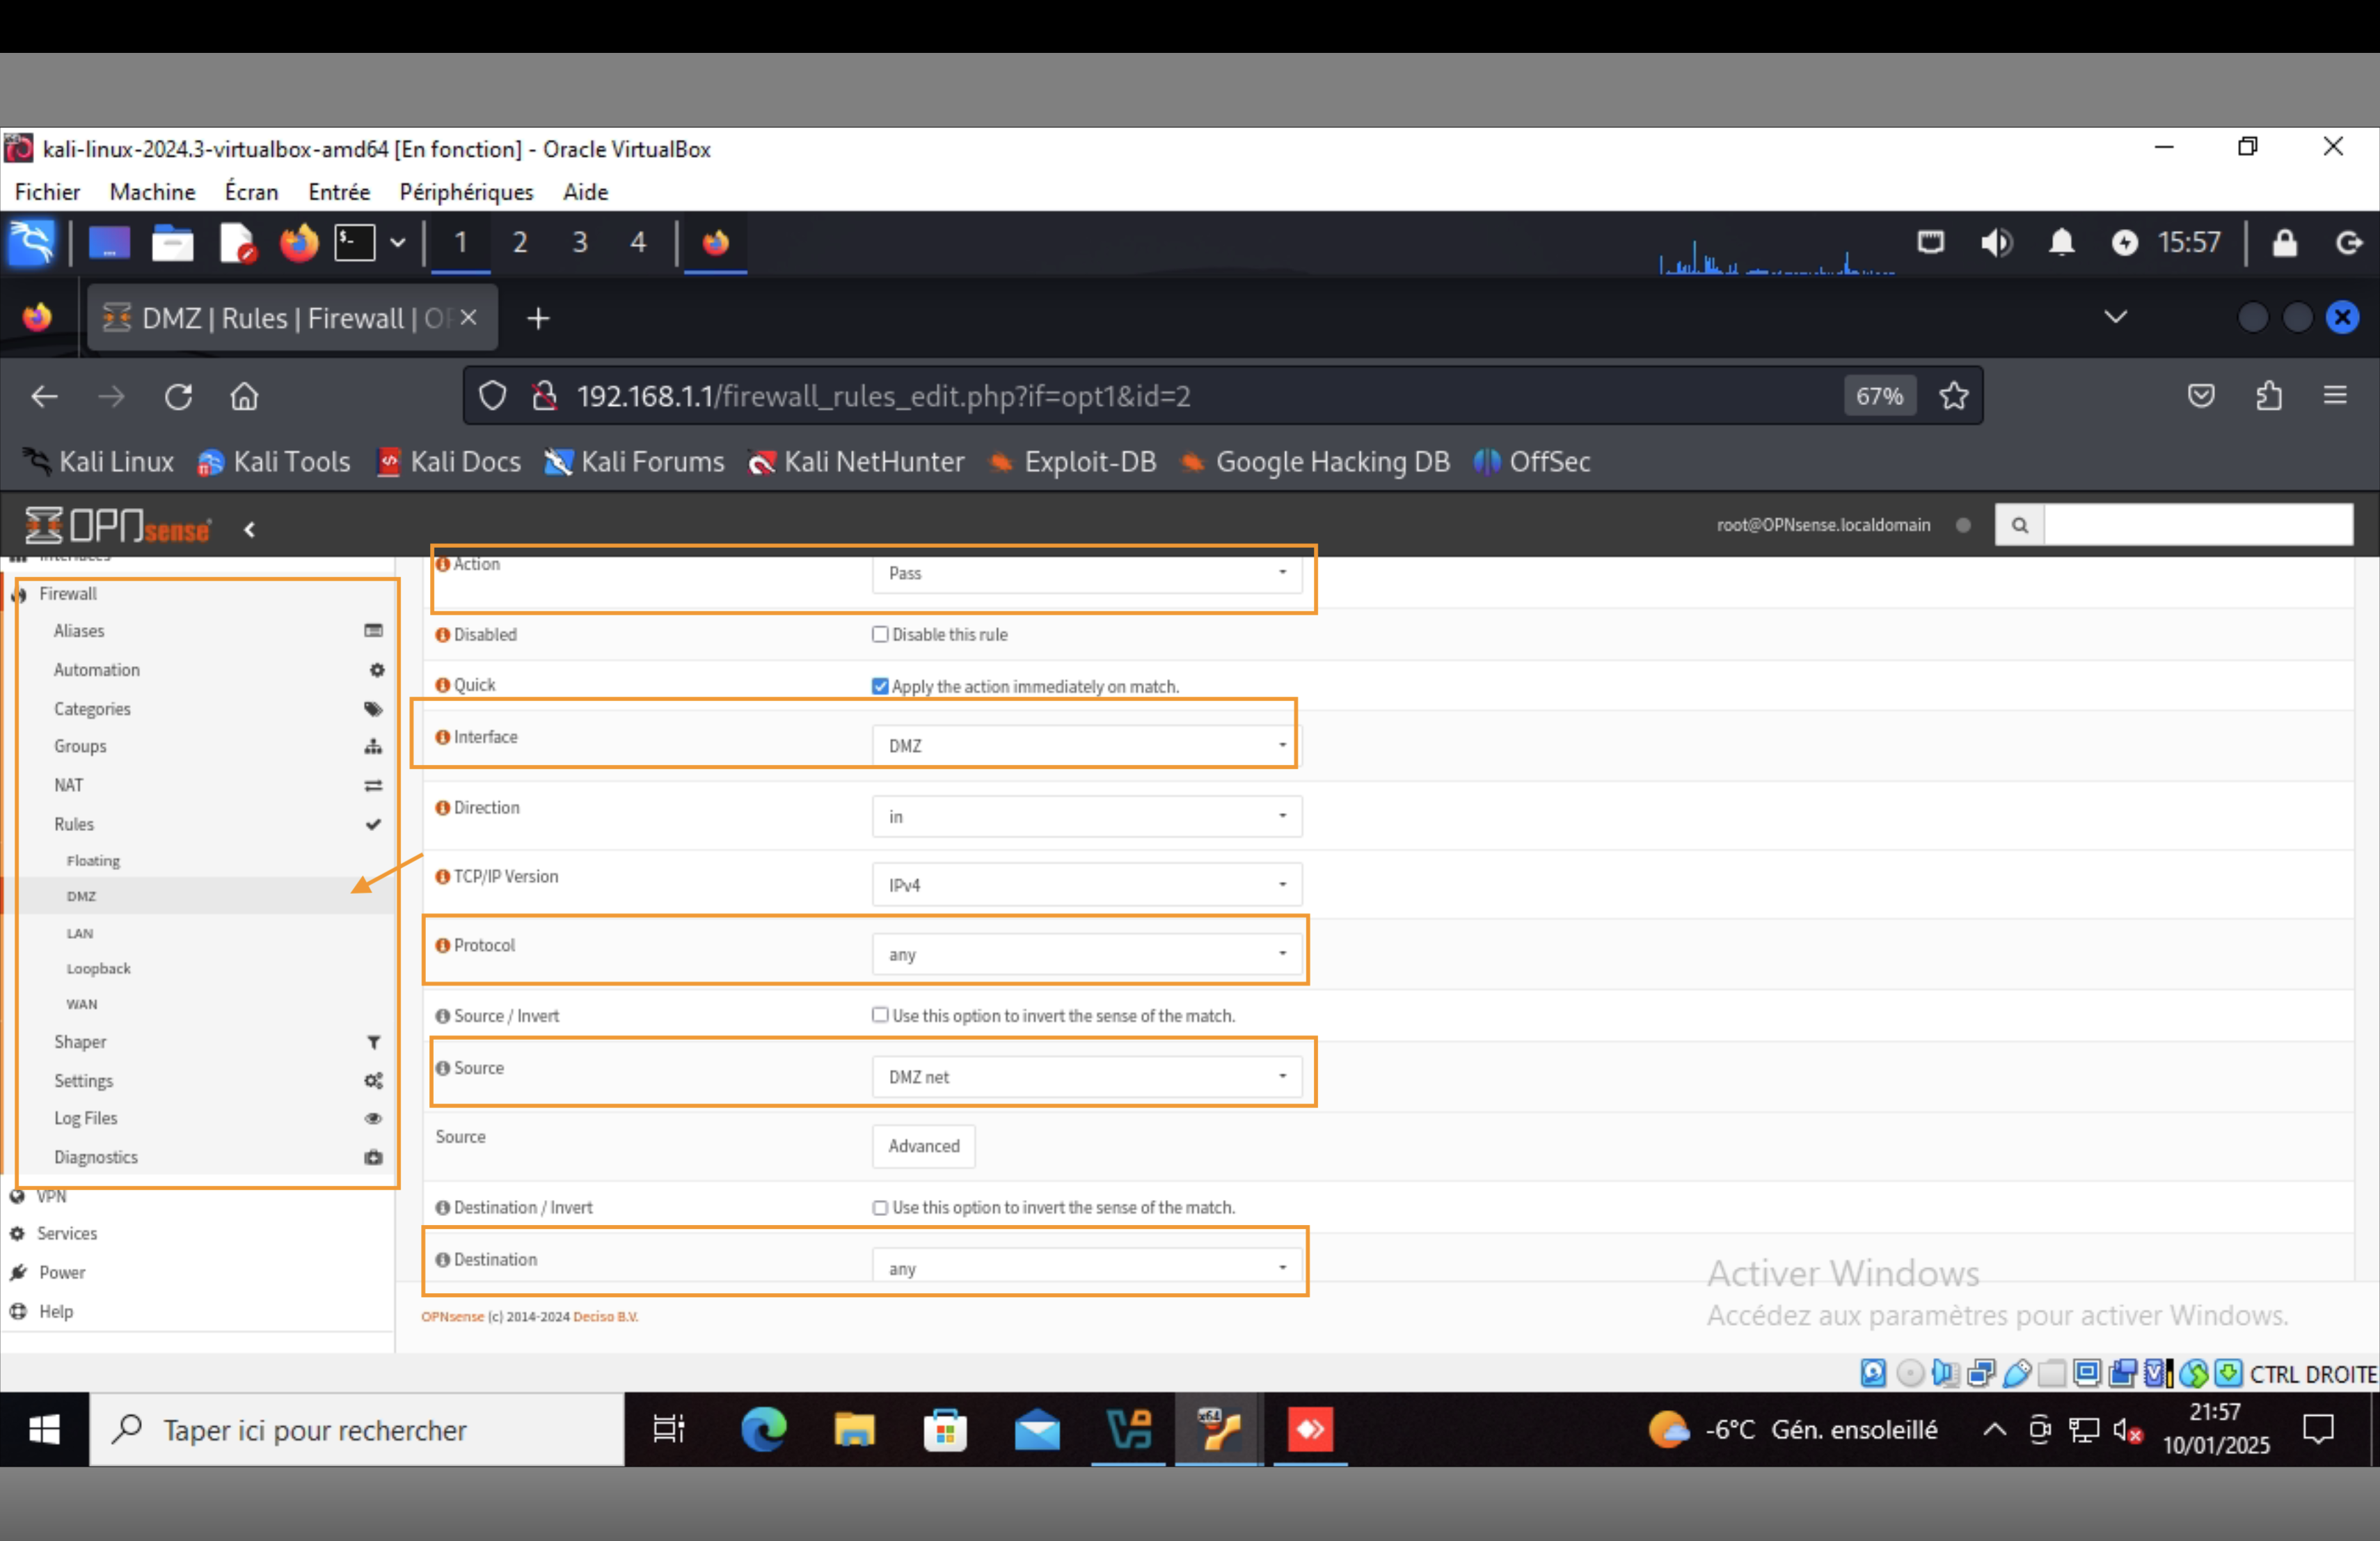 kali-linux-2024.3-virtualbox-amd64 [En fonction] - Oracle VirtualBox
Fichier Machine Écran Entrée Périphériques Aide
1 2 3 4 15:57
DMZ | Rules | Firewall | O
192.168.1.1/firewall_rules_edit.php?if=opt1&id=2 67%
Kali Linux Kali Tools Kali Docs Kali Forums Kali NetHunter Exploit-DB Google Hacking DB OffSec
OPNsense root@OPNsense.localdomain
Interfaces
Firewall
Aliases
Automation
Categories
Groups
NAT
Rules
Floating
DMZ
LAN
Loopback
WAN
Shaper
Settings
Log Files
Diagnostics
VPN
Services
Power
Help
Action Pass
Disabled Disable this rule
Quick Apply the action immediately on match.
Interface DMZ
Direction in
TCP/IP Version IPv4
Protocol any
Source / Invert Use this option to invert the sense of the match.
Source DMZ net
Source Advanced
Destination / Invert Use this option to invert the sense of the match.
Destination any
OPNsense (c) 2014-2024 Deciso B.V.
Activer Windows
Accédez aux paramètres pour activer Windows.
CTRL DROITE
Taper ici pour rechercher
-6°C Gén. ensoleillé
21:57
10/01/2025